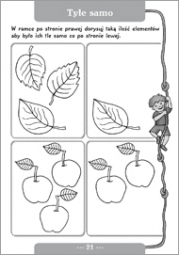 Tyle samo
W ramce po stronie prawej dorysuj taką ilość elementów
aby było ich tle samo co po stronie lewej.
21